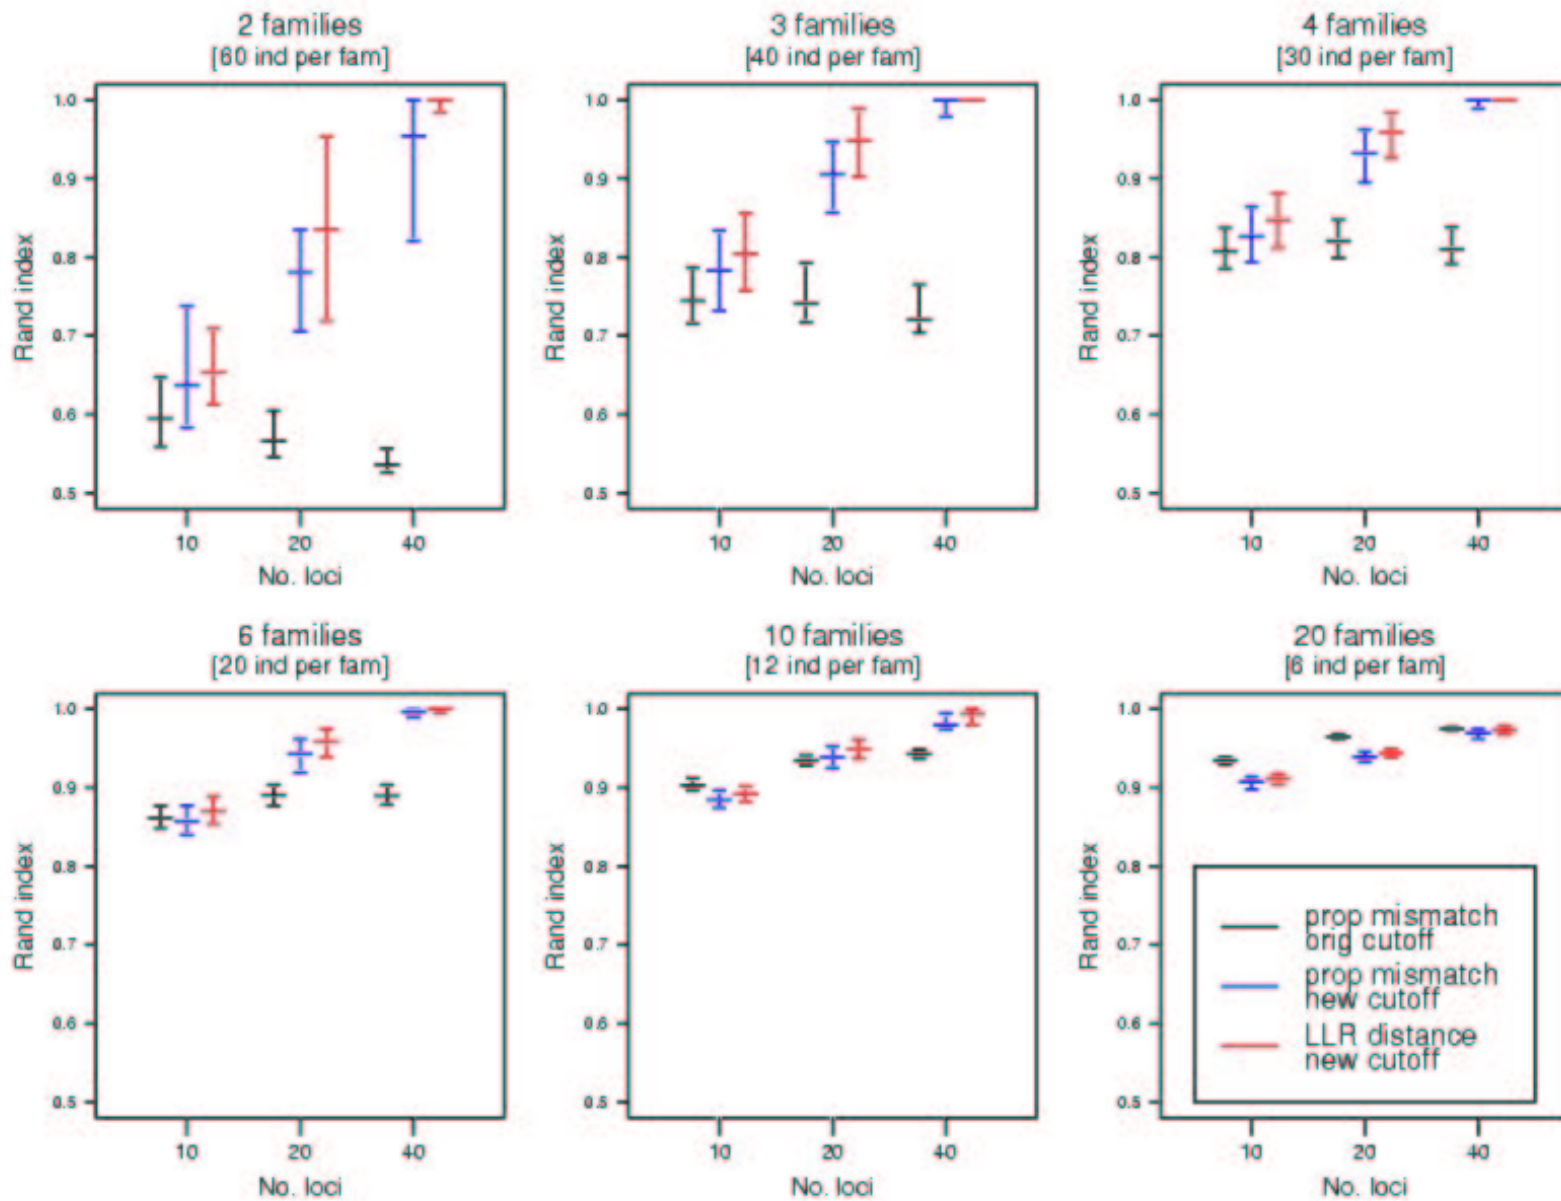 2 families
[60 ind per fam]
3 families
[40 ind per fam]
4 families
[30 ind per fam]
Rand index
1.0
0.9
0.8
0.7
0.6
0.5
10
20
40
No. loci
Rand index
1.0
0.9
0.8
0.7
0.6
0.5
10
20
40
No. loci
Rand index
1.0
0.9
0.8
0.7
0.6
0.5
10
20
40
No. loci
6 families
[20 ind per fam]
10 families
[12 ind per fam]
20 families
[6 ind per fam]
Rand index
1.0
0.9
0.8
0.7
0.6
0.5
10
20
40
No. loci
Rand index
1.0
0.9
0.8
0.7
0.6
0.5
10
20
40
No. loci
Rand index
1.0
0.9
0.8
0.7
0.6
0.5
10
20
40
No. loci
prop mismatch
orig cutoff
prop mismatch
new cutoff
LLR distance
new cutoff